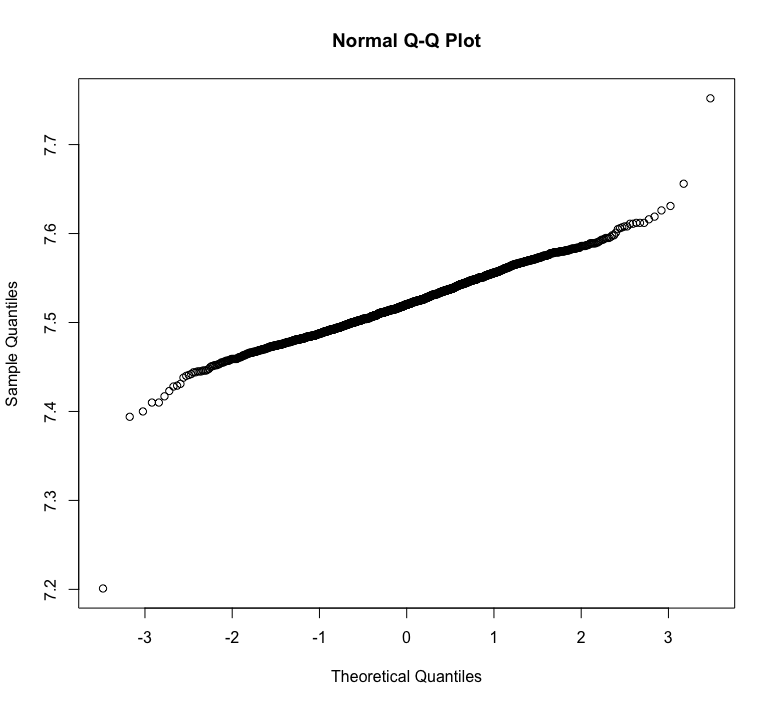 Normal Q-Q Plot
Sample Quantiles
7.7
7.6
7.5
7.4
7.3
7.2
-3 -2 -1 0 1 2 3
Theoretical Quantiles